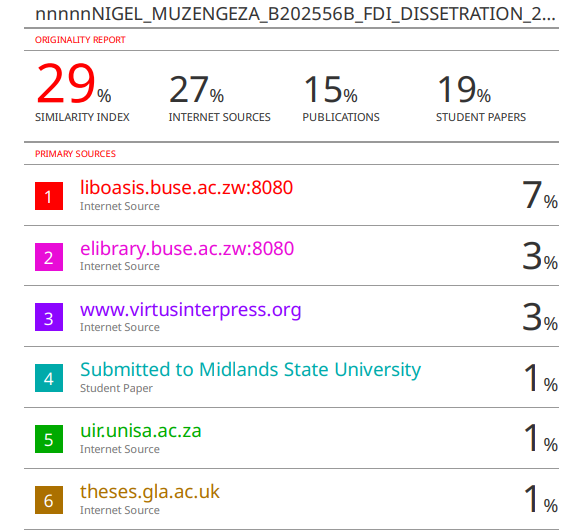 nnnnnNIGEL_MUZENGEZA_B202556B_FDI_DISSETRATION_2...
ORIGINALITY REPORT
29% 27% 15% 19%
SIMILARITY INDEX INTERNET SOURCES PUBLICATIONS STUDENT PAPERS
PRIMARY SOURCES
1 liboasis.buse.ac.zw:8080 7%
Internet Source
2 elibrary.buse.ac.zw:8080 3%
Internet Source
3 www.virtusinterpress.org 3%
Internet Source
4 Submitted to Midlands State University 1%
Student Paper
5 uir.unisa.ac.za 1%
Internet Source
6 theses.gla.ac.uk 1%
Internet Source